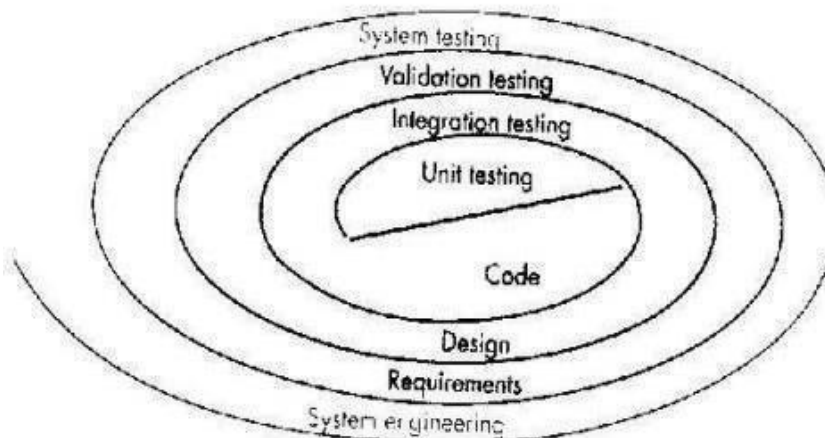 System testing
Validation testing
Integration testing
Unit testing
Code
Design
Requirements
System engineering